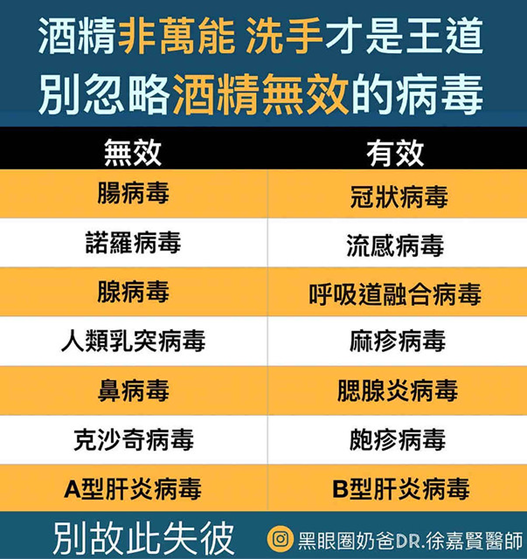 酒精非萬能 洗手才是王道
別忽略酒精無效的病毒
無效 有效
腸病毒 冠狀病毒
諾羅病毒 流感病毒
腺病毒 呼吸道融合病毒
人類乳突病毒 麻疹病毒
鼻病毒 腮腺炎病毒
克沙奇病毒 皰疹病毒
A型肝炎病毒 B型肝炎病毒
別故此失彼 黑眼圈奶爸DR.徐嘉賢醫師